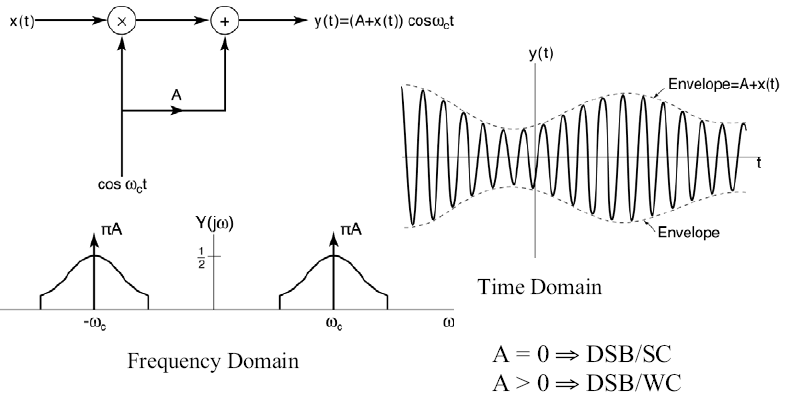 x(t)
×
+
y(t)=(A+x(t)) cosω_ct
A
cos ω_ct
y(t)
Envelope=A+x(t)
t
Envelope
Time Domain
πA
Y(jω)
πA
1/2
-ω_c
ω_c
ω
Frequency Domain
A = 0 ⇒ DSB/SC
A > 0 ⇒ DSB/WC